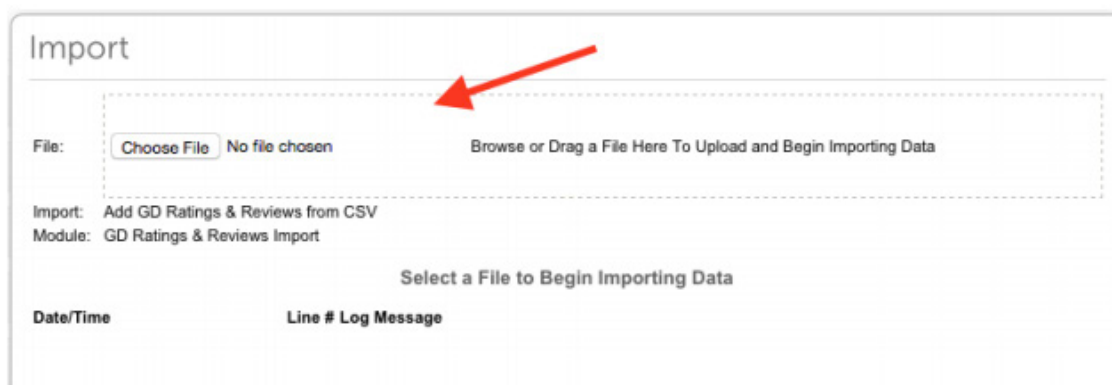 Import
File: Choose File No file chosen Browse or Drag a File Here To Upload and Begin Importing Data
Import: Add GD Ratings & Reviews from CSV
Module: GD Ratings & Reviews Import
Select a File to Begin Importing Data
Date/Time Line # Log Message